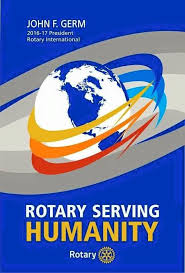 JOHN F. GERM
2016-17 President
Rotary International
ROTARY SERVING
HUMANITY
Rotary